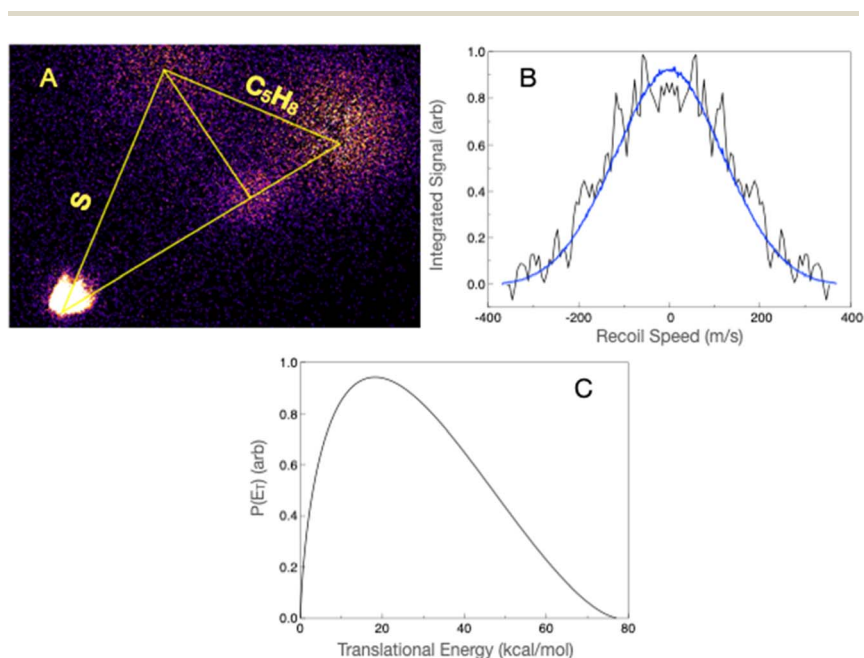 A
C₅H₈
S
B
1.0
0.8
0.6
0.4
0.2
0.0
Integrated Signal (arb)
-400
-200
0
200
400
Recoil Speed (m/s)
C
1.0
0.8
0.6
0.4
0.2
0.0
P(E_T) (arb)
0
20
40
60
80
Translational Energy (kcal/mol)